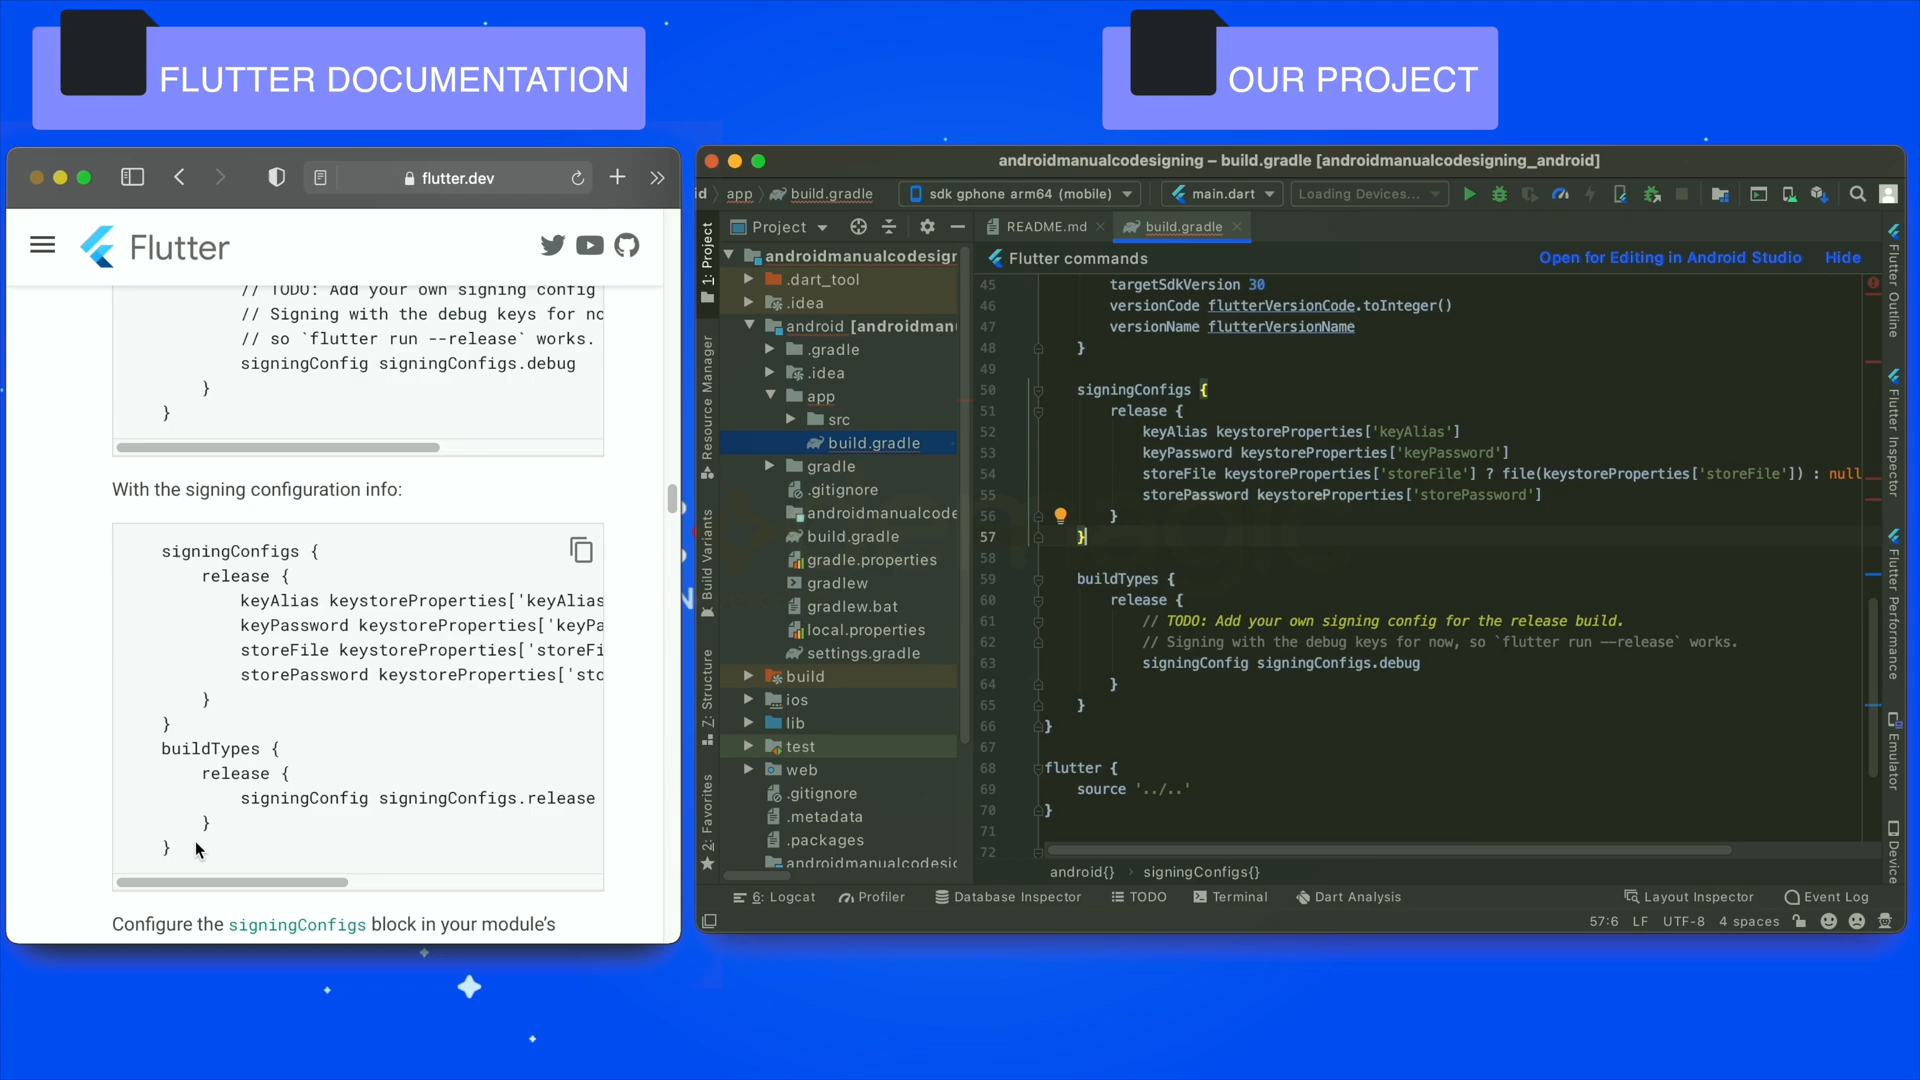 FLUTTER DOCUMENTATION
OUR PROJECT
flutter.dev
Flutter
// TODO: Add your own signing config
// Signing with the debug keys for no
// so `flutter run --release` works.
signingConfig signingConfigs.debug
}
}
With the signing configuration info:
signingConfigs {
release {
keyAlias keystoreProperties['keyAlias
keyPassword keystoreProperties['keyPa
storeFile keystoreProperties['storeFi
storePassword keystoreProperties['sto
}
}
buildTypes {
release {
signingConfig signingConfigs.release
}
}
Configure the signingConfigs block in your module's
androidmanualcodesigning – build.gradle [androidmanualcodesigning_android]
id
app
build.gradle
sdk gphone arm64 (mobile)
main.dart
Loading Devices...
Project
README.md
build.gradle
Flutter commands
Open for Editing in Android Studio
Hide
1: Project
Resource Manager
Build Variants
Z: Structure
2: Favorites
androidmanualcodesigr
.dart_tool
.idea
android [androidman
.gradle
.idea
app
src
build.gradle
gradle
.gitignore
androidmanualcode
build.gradle
gradle.properties
gradlew
gradlew.bat
local.properties
settings.gradle
build
ios
lib
test
web
.gitignore
.metadata
.packages
androidmanualcodesic
45 targetSdkVersion 30
46 versionCode flutterVersionCode.toInteger()
47 versionName flutterVersionName
48 }
49
50 signingConfigs {
51 release {
52 keyAlias keystoreProperties['keyAlias']
53 keyPassword keystoreProperties['keyPassword']
54 storeFile keystoreProperties['storeFile'] ? file(keystoreProperties['storeFile']) : null
55 storePassword keystoreProperties['storePassword']
56 }
57 }
58
59 buildTypes {
60 release {
61 // TODO: Add your own signing config for the release build.
62 // Signing with the debug keys for now, so `flutter run --release` works.
63 signingConfig signingConfigs.debug
64 }
65 }
66 }
67
68 flutter {
69 source '../..'
70 }
71
72
android{}
signingConfigs{}
Flutter Outline
Flutter Inspector
Flutter Performance
Emulator
Device
6: Logcat
Profiler
Database Inspector
TODO
Terminal
Dart Analysis
Layout Inspector
Event Log
57:6
LF
UTF-8
4 spaces